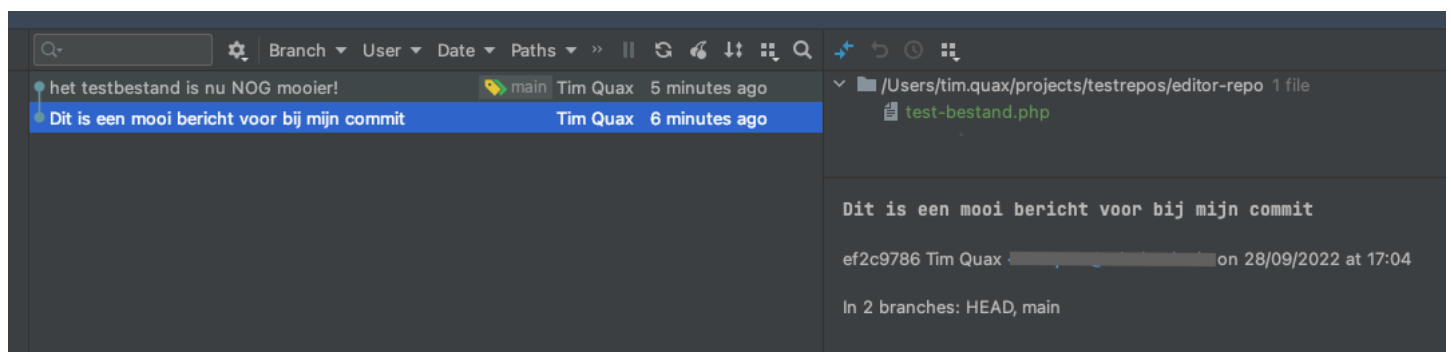 Branch User Date Paths
het testbestand is nu NOG mooier! main Tim Quax 5 minutes ago
Dit is een mooi bericht voor bij mijn commit Tim Quax 6 minutes ago
/Users/tim.quax/projects/testrepos/editor-repo 1 file
test-bestand.php
Dit is een mooi bericht voor bij mijn commit
ef2c9786 Tim Quax on 28/09/2022 at 17:04
In 2 branches: HEAD, main